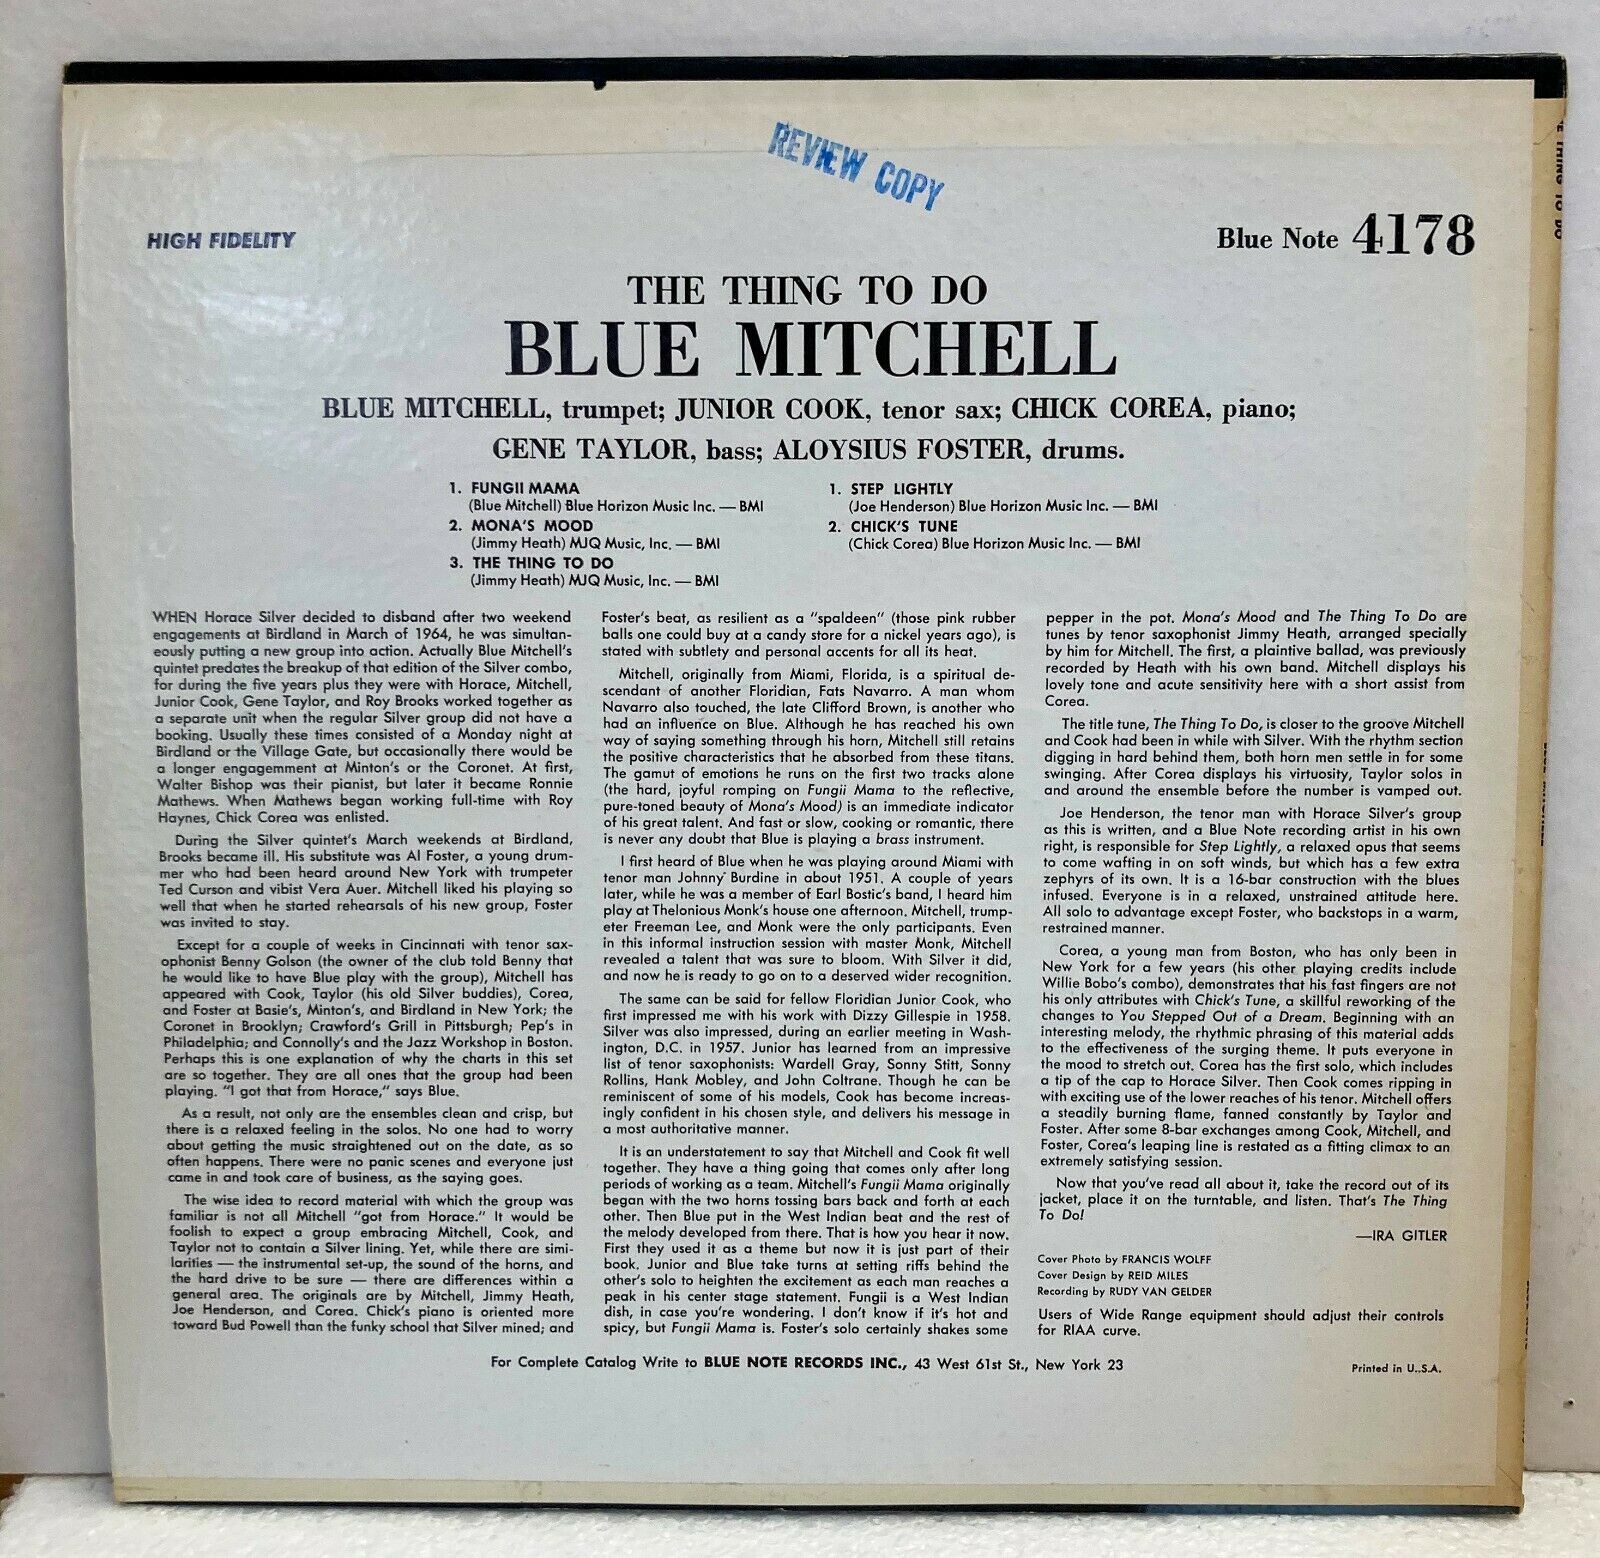 REVIEW COPY
HIGH FIDELITY
Blue Note 4178
THE THING TO DO
BLUE MITCHELL
BLUE MITCHELL, trumpet; JUNIOR COOK, tenor sax; CHICK COREA, piano;
GENE TAYLOR, bass; ALOYSIUS FOSTER, drums.
1. FUNGII MAMA
(Blue Mitchell) Blue Horizon Music Inc. — BMI
2. MONA'S MOOD
(Jimmy Heath) MJQ Music, Inc. — BMI
3. THE THING TO DO
(Jimmy Heath) MJQ Music, Inc. — BMI
1. STEP LIGHTLY
(Joe Henderson) Blue Horizon Music Inc. — BMI
2. CHICK'S TUNE
(Chick Corea) Blue Horizon Music Inc. — BMI
WHEN Horace Silver decided to disband after two weekend
engagements at Birdland in March of 1964, he was simultan-
eously putting a new group into action. Actually Blue Mitchell's
quintet predates the breakup of that edition of the Silver combo,
for during the five years plus they were with Horace, Mitchell,
Junior Cook, Gene Taylor, and Roy Brooks worked together as
a separate unit when the regular Silver group did not have a
booking. Usually these times consisted of a Monday night at
Birdland or the Village Gate, but occasionally there would be
a longer engagemment at Minton's or the Coronet. At first,
Walter Bishop was their pianist, but later it became Ronnie
Mathews. When Mathews began working full-time with Roy
Haynes, Chick Corea was enlisted.
During the Silver quintet's March weekends at Birdland,
Brooks became ill. His substitute was Al Foster, a young drum-
mer who had been heard around New York with trumpeter
Ted Curson and vibist Vera Auer. Mitchell liked his playing so
well that when he started rehearsals of his new group, Foster
was invited to stay.
Except for a couple of weeks in Cincinnati with tenor sax-
ophonist Benny Golson (the owner of the club told Benny that
he would like to have Blue play with the group), Mitchell has
appeared with Cook, Taylor (his old Silver buddies), Corea,
and Foster at Basie's, Minton's, and Birdland in New York; the
Coronet in Brooklyn; Crawford's Grill in Pittsburgh; Pep's in
Philadelphia; and Connolly's and the Jazz Workshop in Boston.
Perhaps this is one explanation of why the charts in this set
are so together. They are all ones that the group had been
playing. "I got that from Horace," says Blue.
As a result, not only are the ensembles clean and crisp, but
there is a relaxed feeling in the solos. No one had to worry
about getting the music straightened out on the date, as so
often happens. There were no panic scenes and everyone just
came in and took care of business, as the saying goes.
The wise idea to record material with which the group was
familiar is not all Mitchell "got from Horace." It would be
foolish to expect a group embracing Mitchell, Cook, and
Taylor not to contain a Silver lining. Yet, while there are simi-
larities — the instrumental set-up, the sound of the horns, and
the hard drive to be sure — there are differences within a
general area. The originals are by Mitchell, Jimmy Heath,
Joe Henderson, and Corea. Chick's piano is oriented more
toward Bud Powell than the funky school that Silver mined; and
Foster's beat, as resilient as a "spaldeen" (those pink rubber
balls one could buy at a candy store for a nickel years ago), is
stated with subtlety and personal accents for all its heat.
Mitchell, originally from Miami, Florida, is a spiritual de-
scendant of another Floridian, Fats Navarro. A man whom
Navarro also touched, the late Clifford Brown, is another who
had an influence on Blue. Although he has reached his own
way of saying something through his horn, Mitchell still retains
the positive characteristics that he absorbed from these titans.
The gamut of emotions he runs on the first two tracks alone
(the hard, joyful romping on Fungii Mama to the reflective,
pure-toned beauty of Mona's Mood) is an immediate indicator
of his great talent. And fast or slow, cooking or romantic, there
is never any doubt that Blue is playing a brass instrument.
I first heard of Blue when he was playing around Miami with
tenor man Johnny Burdine in about 1951. A couple of years
later, while he was a member of Earl Bostic's band, I heard him
play at Thelonious Monk's house one afternoon. Mitchell, trump-
eter Freeman Lee, and Monk were the only participants. Even
in this informal instruction session with master Monk, Mitchell
revealed a talent that was sure to bloom. With Silver it did,
and now he is ready to go on to a deserved wider recognition.
The same can be said for fellow Floridian Junior Cook, who
first impressed me with his work with Dizzy Gillespie in 1958.
Silver was also impressed, during an earlier meeting in Wash-
ington, D.C. in 1957. Junior has learned from an impressive
list of tenor saxophonists: Wardell Gray, Sonny Stitt, Sonny
Rollins, Hank Mobley, and John Coltrane. Though he can be
reminiscent of some of his models, Cook has become increas-
ingly confident in his chosen style, and delivers his message in
a most authoritative manner.
It is an understatement to say that Mitchell and Cook fit well
together. They have a thing going that comes only after long
periods of working as a team. Mitchell's Fungii Mama originally
began with the two horns tossing bars back and forth at each
other. Then Blue put in the West Indian beat and the rest of
the melody developed from there. That is how you hear it now.
First they used it as a theme but now it is just part of their
book. Junior and Blue take turns at setting riffs behind the
other's solo to heighten the excitement as each man reaches a
peak in his center stage statement. Fungii is a West Indian
dish, in case you're wondering. I don't know if it's hot and
spicy, but Fungii Mama is. Foster's solo certainly shakes some
pepper in the pot. Mona's Mood and The Thing To Do are
tunes by tenor saxophonist Jimmy Heath, arranged specially
by him for Mitchell. The first, a plaintive ballad, was previously
recorded by Heath with his own band. Mitchell displays his
lovely tone and acute sensitivity here with a short assist from
Corea.
The title tune, The Thing To Do, is closer to the groove Mitchell
and Cook had been in while with Silver. With the rhythm section
digging in hard behind them, both horn men settle in for some
swinging. After Corea displays his virtuosity, Taylor solos in
and around the ensemble before the number is vamped out.
Joe Henderson, the tenor man with Horace Silver's group
as this is written, and a Blue Note recording artist in his own
right, is responsible for Step Lightly, a relaxed opus that seems
to come wafting in on soft winds, but which has a few extra
zephyrs of its own. It is a 16-bar construction with the blues
infused. Everyone is in a relaxed, unstrained attitude here.
All solo to advantage except Foster, who backstops in a warm,
restrained manner.
Corea, a young man from Boston, who has only been in
New York for a few years (his other playing credits include
Willie Bobo's combo), demonstrates that his fast fingers are not
his only attributes with Chick's Tune, a skillful reworking of the
changes to You Stepped Out of a Dream. Beginning with an
interesting melody, the rhythmic phrasing of this material adds
to the effectiveness of the surging theme. It puts everyone in
the mood to stretch out. Corea has the first solo, which includes
a tip of the cap to Horace Silver. Then Cook comes ripping in
with exciting use of the lower reaches of his tenor. Mitchell offers
a steadily burning flame, fanned constantly by Taylor and
Foster. After some 8-bar exchanges among Cook, Mitchell, and
Foster, Corea's leaping line is restated as a fitting climax to an
extremely satisfying session.
Now that you've read all about it, take the record out of its
jacket, place it on the turntable, and listen. That's The Thing
To Do!
—IRA GITLER
Cover Photo by FRANCIS WOLFF
Cover Design by REID MILES
Recording by RUDY VAN GELDER
Users of Wide Range equipment should adjust their controls
for RIAA curve.
For Complete Catalog Write to BLUE NOTE RECORDS INC., 43 West 61st St., New York 23
Printed in U..S.A.
THING TO DO